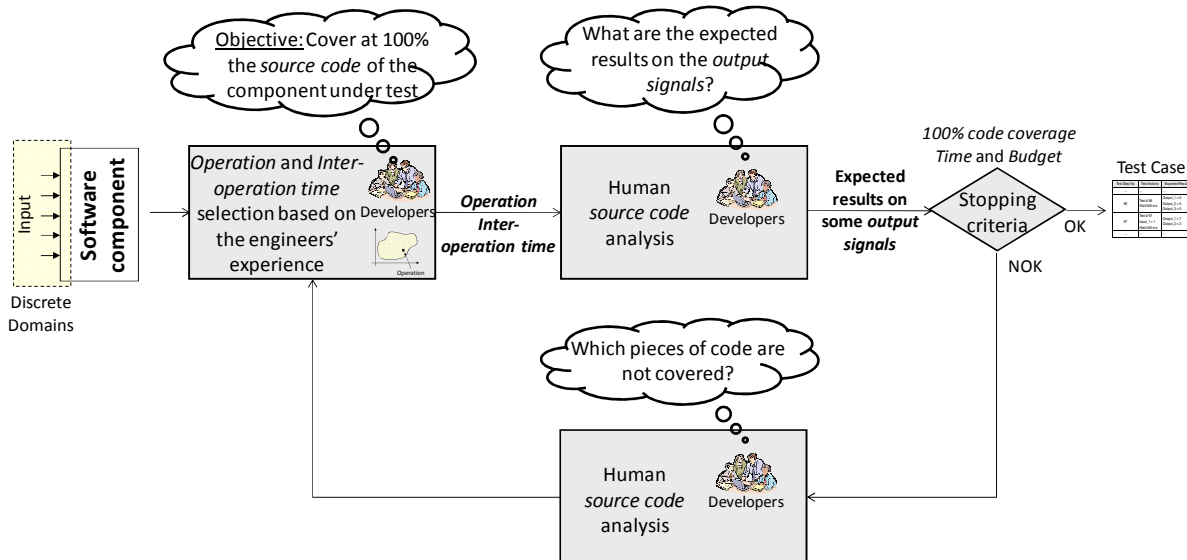 Objective: Cover at 100%
the source code of the
component under test
What are the expected
results on the output
signals?
100% code coverage
Time and Budget
Input
Software
component
Discrete
Domains
Operation and Inter-
operation time
selection based on
the engineers'
experience
Developers
Operation
Operation
Inter-
operation time
Human
source code
analysis
Developers
Expected
results on
some output
signals
Stopping
criteria
OK
NOK
Test Case
Which pieces of code are
not covered?
Human
source code
analysis
Developers